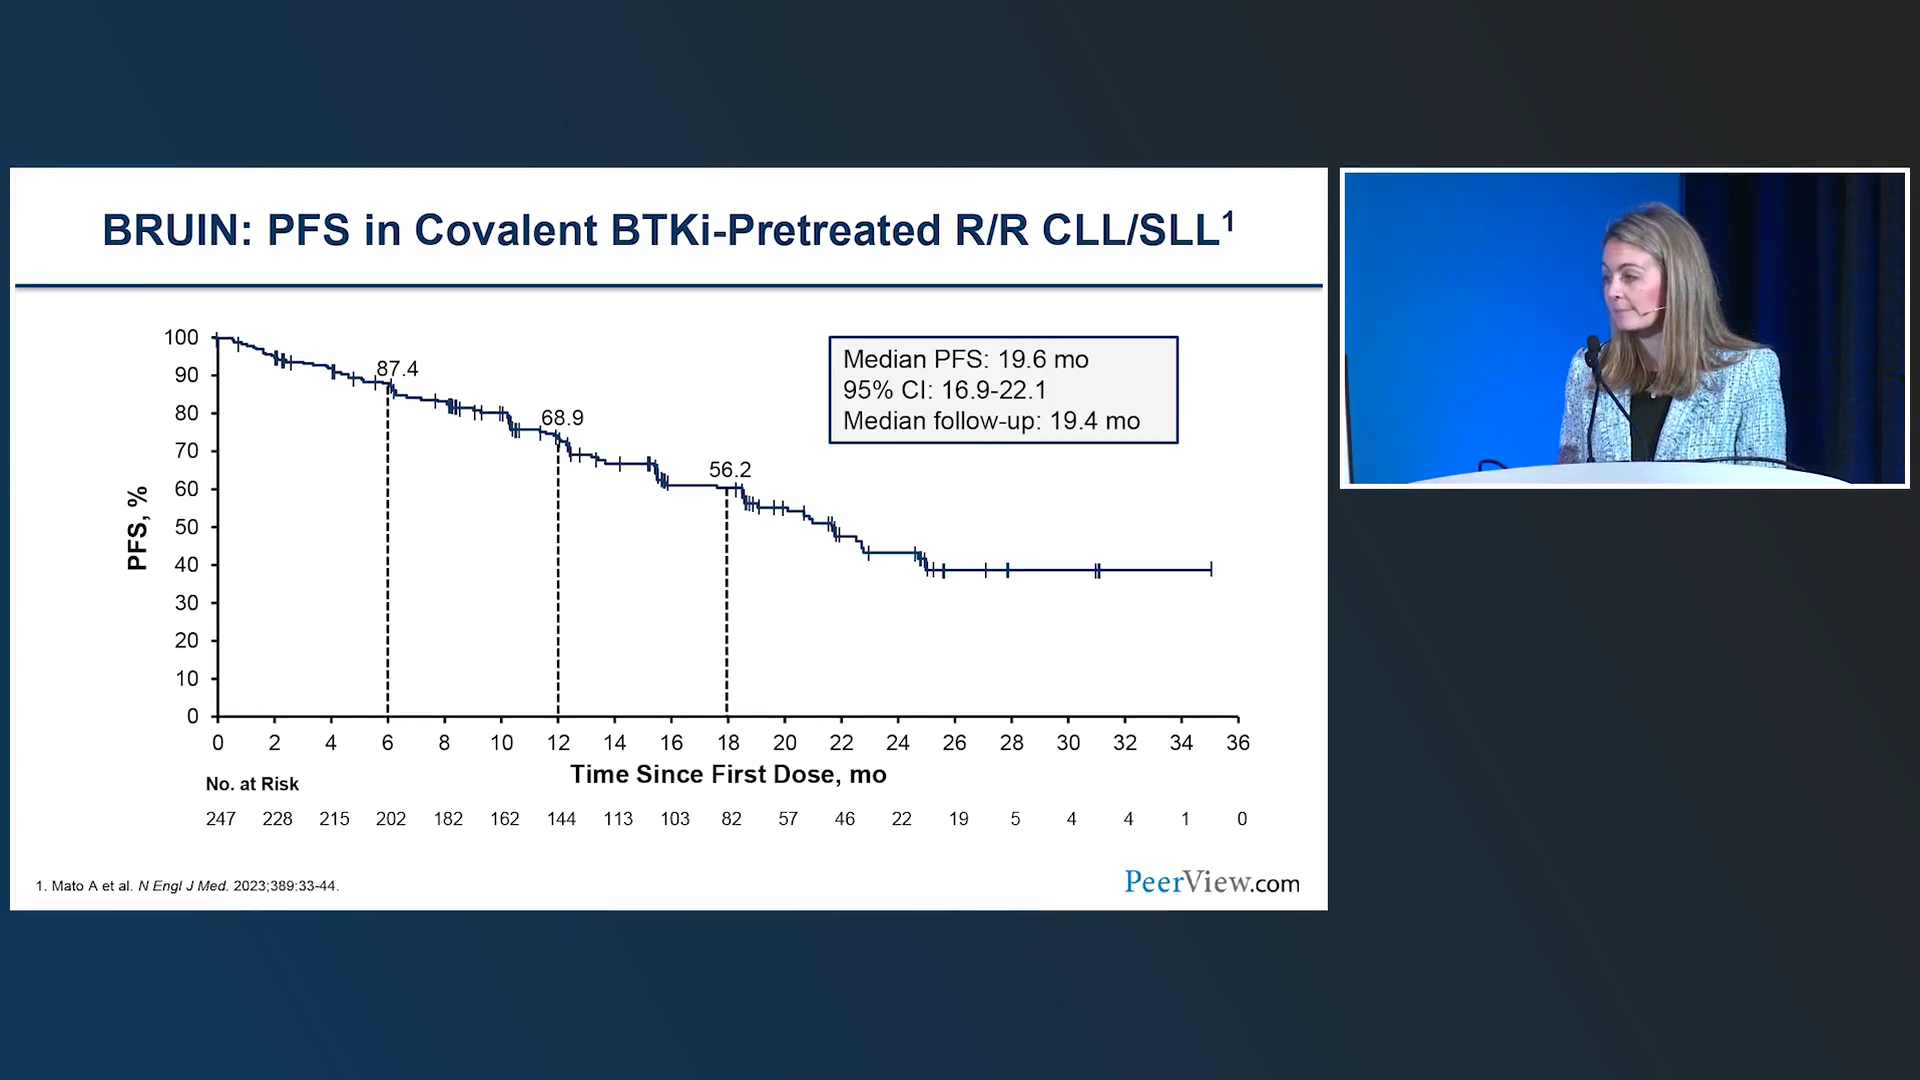 BRUIN: PFS in Covalent BTKi-Pretreated R/R CLL/SLL1
Median PFS: 19.6 mo
95% CI: 16.9-22.1
Median follow-up: 19.4 mo
PFS, %
100
90
80
70
60
50
40
30
20
10
0
87.4
68.9
56.2
0 2 4 6 8 10 12 14 16 18 20 22 24 26 28 30 32 34 36
Time Since First Dose, mo
No. at Risk
247 228 215 202 182 162 144 113 103 82 57 46 22 19 5 4 4 1 0
1. Mato A et al. N Engl J Med. 2023;389:33-44.
PeerView.com